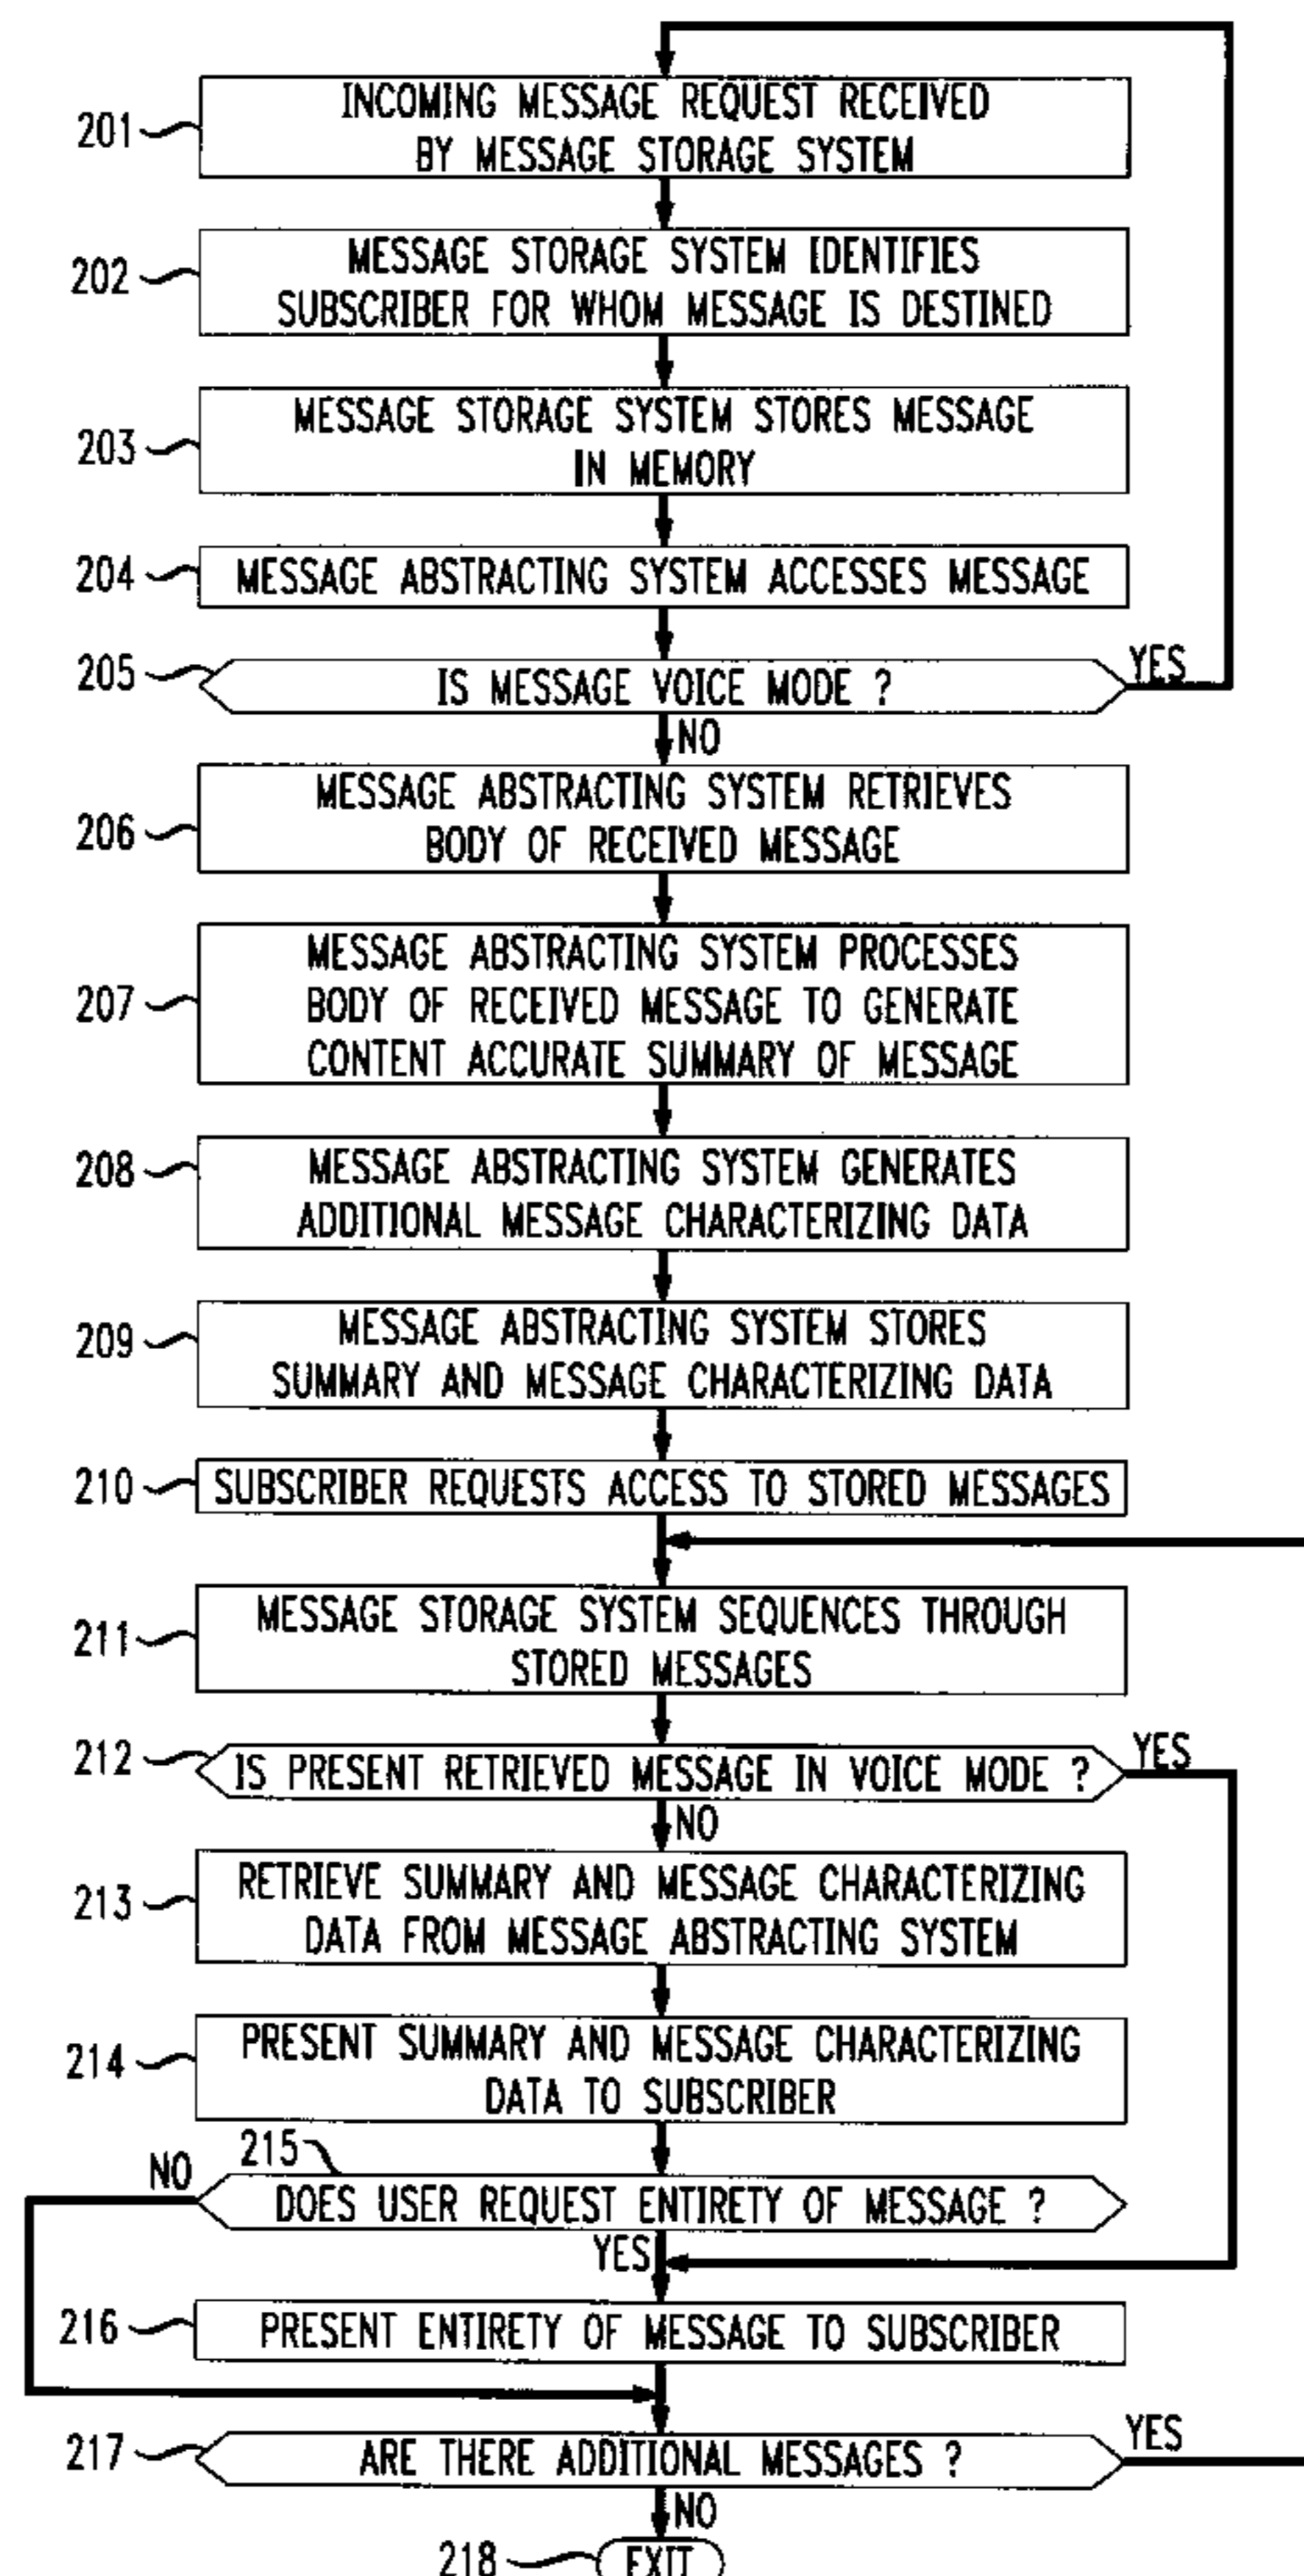 201
INCOMING MESSAGE REQUEST RECEIVED
BY MESSAGE STORAGE SYSTEM
202
MESSAGE STORAGE SYSTEM IDENTIFIES
SUBSCRIBER FOR WHOM MESSAGE IS DESTINED
203
MESSAGE STORAGE SYSTEM STORES MESSAGE
IN MEMORY
204
MESSAGE ABSTRACTING SYSTEM ACCESSES MESSAGE
205
IS MESSAGE VOICE MODE ?
YES
NO
206
MESSAGE ABSTRACTING SYSTEM RETRIEVES
BODY OF RECEIVED MESSAGE
207
MESSAGE ABSTRACTING SYSTEM PROCESSES
BODY OF RECEIVED MESSAGE TO GENERATE
CONTENT ACCURATE SUMMARY OF MESSAGE
208
MESSAGE ABSTRACTING SYSTEM GENERATES
ADDITIONAL MESSAGE CHARACTERIZING DATA
209
MESSAGE ABSTRACTING SYSTEM STORES
SUMMARY AND MESSAGE CHARACTERIZING DATA
210
SUBSCRIBER REQUESTS ACCESS TO STORED MESSAGES
211
MESSAGE STORAGE SYSTEM SEQUENCES THROUGH
STORED MESSAGES
212
IS PRESENT RETRIEVED MESSAGE IN VOICE MODE ?
YES
NO
213
RETRIEVE SUMMARY AND MESSAGE CHARACTERIZING
DATA FROM MESSAGE ABSTRACTING SYSTEM
214
PRESENT SUMMARY AND MESSAGE CHARACTERIZING
DATA TO SUBSCRIBER
215
NO
DOES USER REQUEST ENTIRETY OF MESSAGE ?
YES
216
PRESENT ENTIRETY OF MESSAGE TO SUBSCRIBER
217
ARE THERE ADDITIONAL MESSAGES ?
YES
NO
218
EXIT